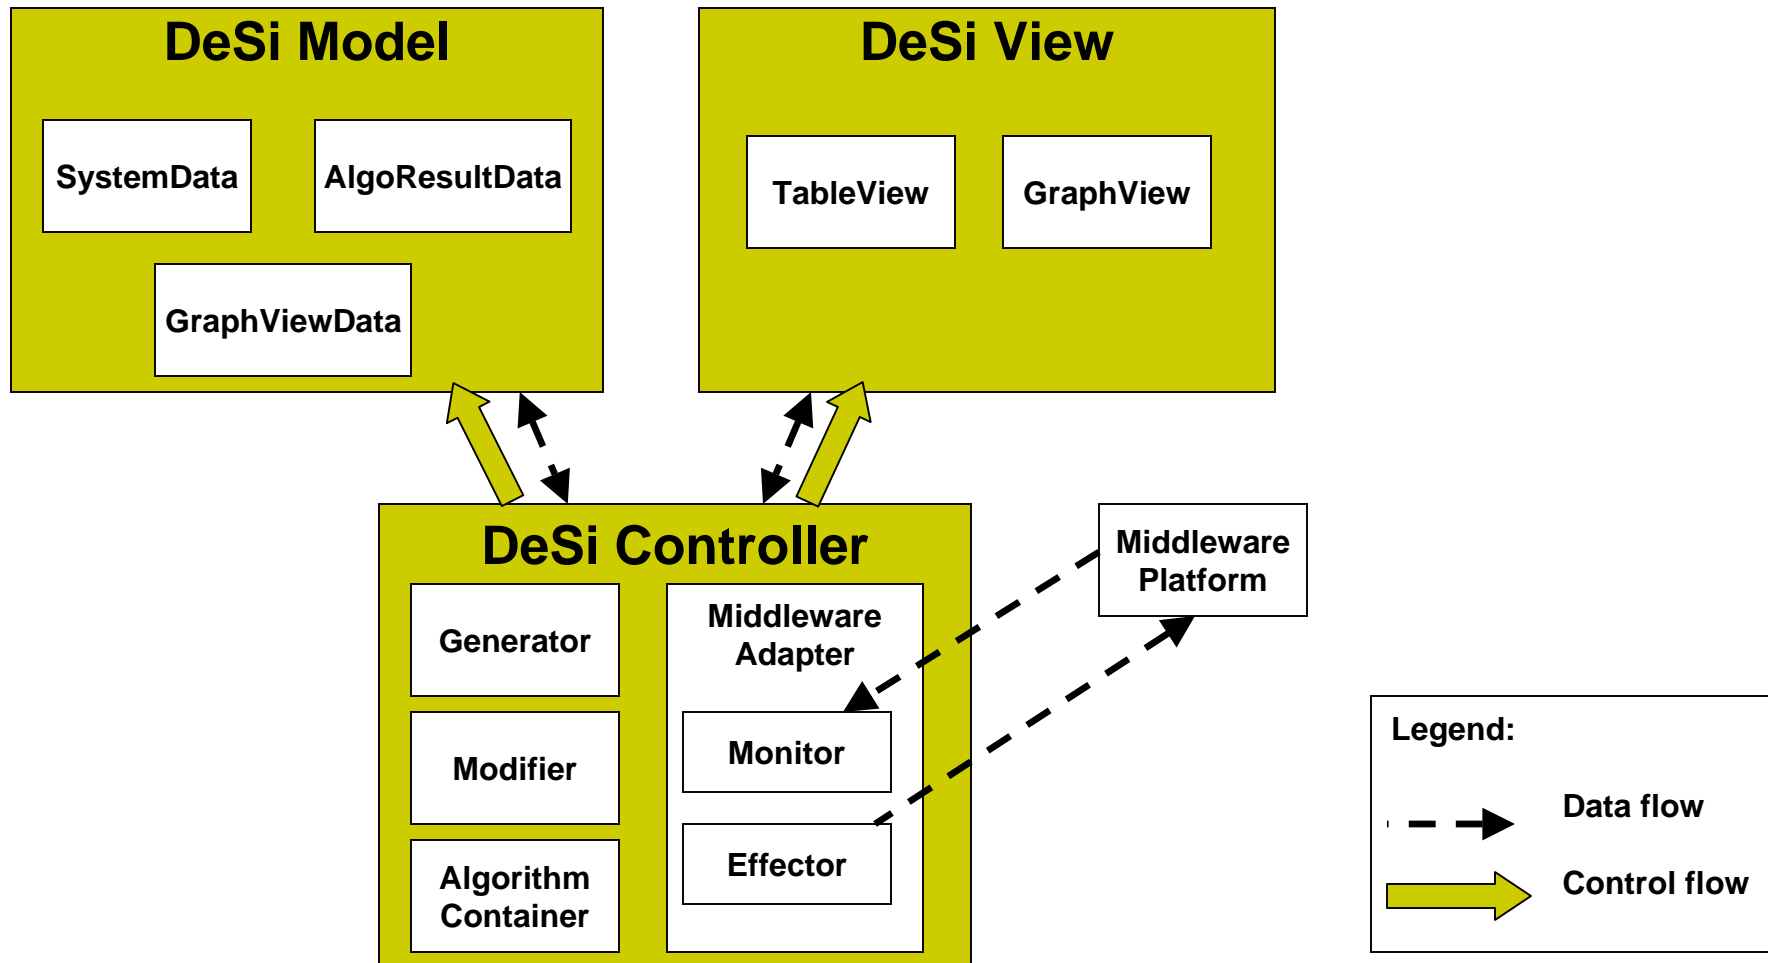 DeSi Model
SystemData
AlgoResultData
GraphViewData
DeSi View
TableView
GraphView
DeSi Controller
Generator
Modifier
Algorithm
Container
Middleware
Adapter
Monitor
Effector
Middleware
Platform
Legend:
Data flow
Control flow